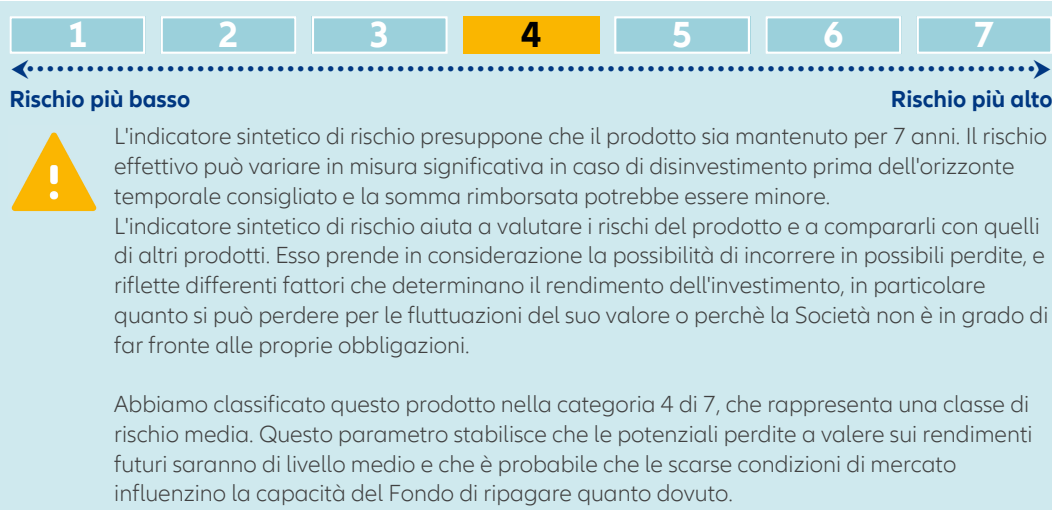 1 2 3 4 5 6 7
Rischio più basso Rischio più alto
L'indicatore sintetico di rischio presuppone che il prodotto sia mantenuto per 7 anni. Il rischio
effettivo può variare in misura significativa in caso di disinvestimento prima dell'orizzonte
temporale consigliato e la somma rimborsata potrebbe essere minore.
L'indicatore sintetico di rischio aiuta a valutare i rischi del prodotto e a compararli con quelli
di altri prodotti. Esso prende in considerazione la possibilità di incorrere in possibili perdite, e
riflette differenti fattori che determinano il rendimento dell'investimento, in particolare
quanto si può perdere per le fluttuazioni del suo valore o perchè la Società non è in grado di
far fronte alle proprie obbligazioni.
Abbiamo classificato questo prodotto nella categoria 4 di 7, che rappresenta una classe di
rischio media. Questo parametro stabilisce che le potenziali perdite a valere sui rendimenti
futuri saranno di livello medio e che è probabile che le scarse condizioni di mercato
influenzino la capacità del Fondo di ripagare quanto dovuto.